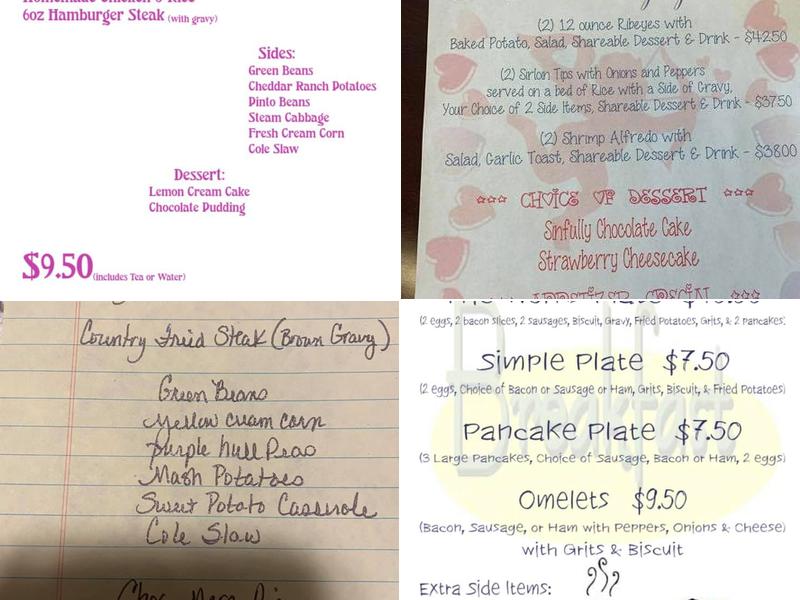 6oz Hamburger Steak (with gravy)
Sides:
Green Beans
Cheddar Ranch Potatoes
Pinto Beans
Steam Cabbage
Fresh Cream Corn
Cole Slaw
Dessert:
Lemon Cream Cake
Chocolate Pudding
$9.50 (includes Tea or Water)
(2) 12 ounce Ribeyes with
Baked Potato, Salad, Shareable Dessert & Drink - $42.50
(2) Sirloin Tips with Onions and Peppers
served on a bed of Rice with a Side of Gravy,
Your Choice of 2 Side Items, Shareable Dessert & Drink - $37.50
(2) Shrimp Alfredo with
Salad, Garlic Toast, Shareable Dessert & Drink - $38.00
CHOICE OF DESSERT
Sinfully Chocolate Cake
Strawberry Cheesecake
Country Fried Steak (Brown Gravy)
Green Beans
Yellow cream corn
purple hull Peas
Mash Potatoes
Sweet Potato Casserole
Cole Slaw
(2 eggs, 2 bacon slices, 2 sausages, Biscuit, Gravy, Fried Potatoes, Grits, & 2 pancakes)
Simple Plate $7.50
(2 eggs, Choice of Bacon or Sausage or Ham, Grits, Biscuit, & Fried Potatoes)
Breakfast
Pancake Plate $7.50
(3 Large Pancakes, Choice of Sausage, Bacon or Ham, 2 eggs)
Omelets $9.50
(Bacon, Sausage, or Ham with Peppers, Onions & Cheese)
with Grits & Biscuit
Extra Side Items: